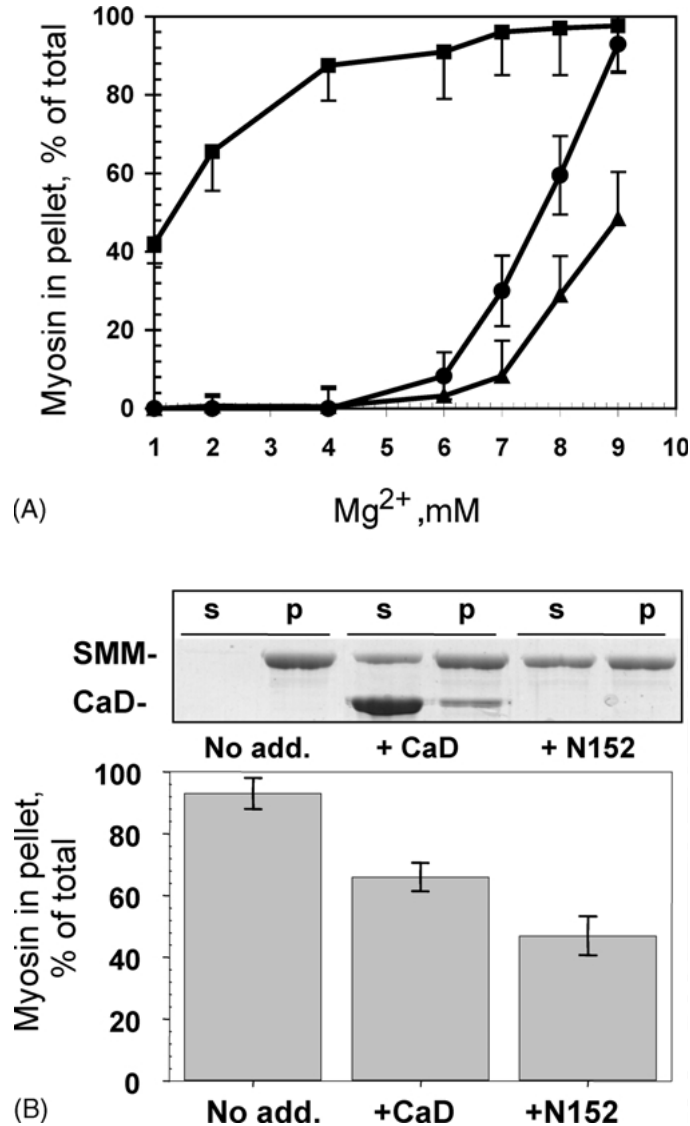 100
80
60
40
20
0
Myosin in pellet, % of total
1 2 3 4 5 6 7 8 9 10
Mg²⁺ ,mM
(A)
s p s p s p
SMM-
CaD-
No add. + CaD + N152
100
80
60
40
20
0
Myosin in pellet,
% of total
No add. +CaD +N152
(B)